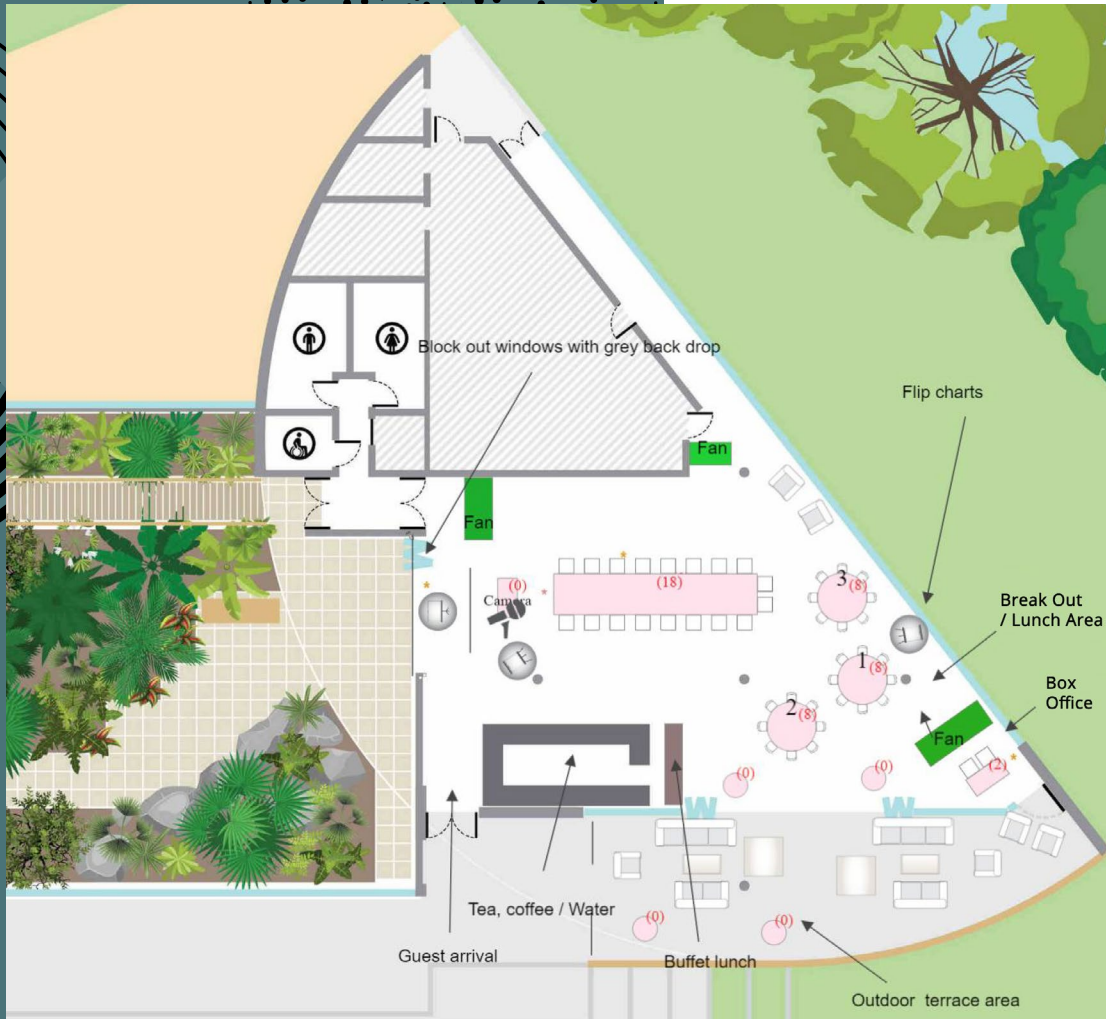 Block out windows with grey back drop
Flip charts
Fan
Fan
(0)
Camera
*
*
*
(18)
3
(8)
Break Out
/ Lunch Area
1
(8)
Box
Office
2
(8)
Fan
(2)
*
(0)
(0)
W
W
W
Tea, coffee / Water
(0)
(0)
Guest arrival
Buffet lunch
Outdoor terrace area